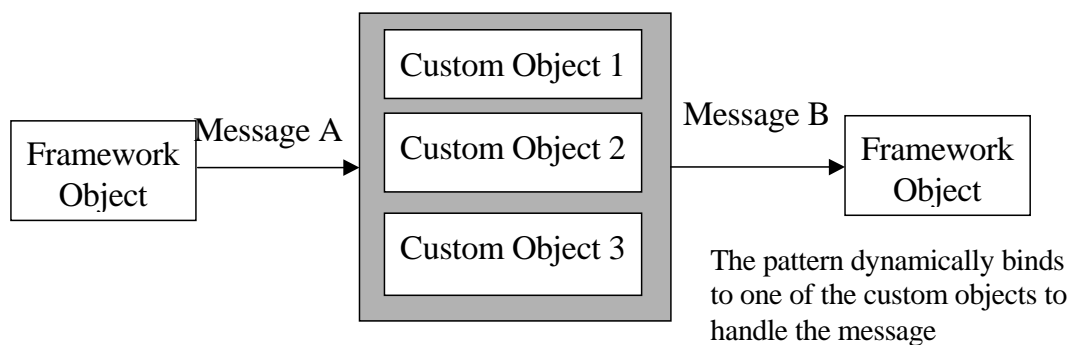 Custom Object 1
Message A
Message B
Framework
Object
Custom Object 2
Framework
Object
Custom Object 3
The pattern dynamically binds
to one of the custom objects to
handle the message